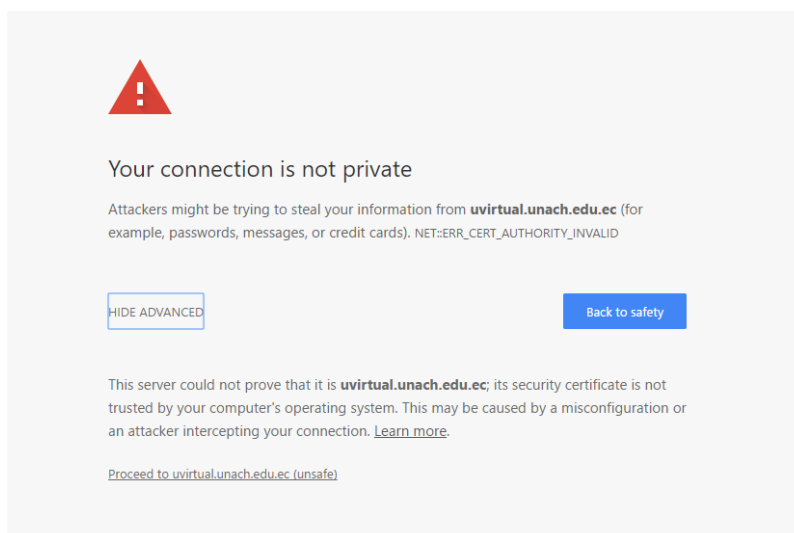 Your connection is not private
Attackers might be trying to steal your information from uvirtual.unach.edu.ec (for
example, passwords, messages, or credit cards). NET::ERR_CERT_AUTHORITY_INVALID
HIDE ADVANCED
Back to safety
This server could not prove that it is uvirtual.unach.edu.ec; its security certificate is not
trusted by your computer's operating system. This may be caused by a misconfiguration or
an attacker intercepting your connection. Learn more.
Proceed to uvirtual.unach.edu.ec (unsafe)